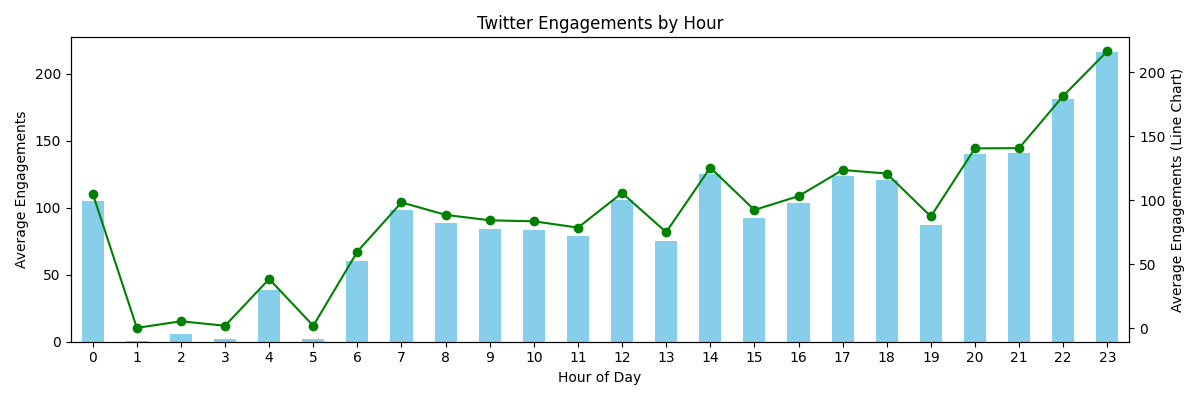 Twitter Engagements by Hour
Average Engagements
200
150
100
50
0
200
150
100
50
0
Average Engagements (Line Chart)
0 1 2 3 4 5 6 7 8 9 10 11 12 13 14 15 16 17 18 19 20 21 22 23
Hour of Day